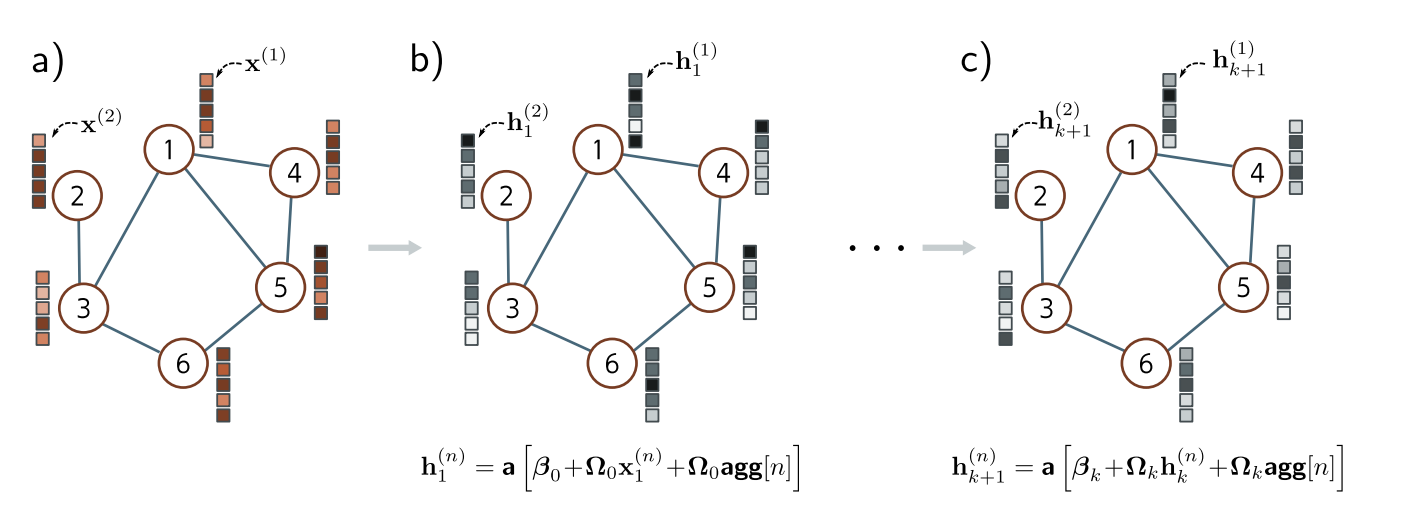 a)
x^{(1)}
x^{(2)}
1
2
3
4
5
6
b)
h_1^{(1)}
h_1^{(2)}
1
2
3
4
5
6
h_1^{(n)} = a [β_0 + Ω_0 x_1^{(n)} + Ω_0 agg[n]]
. . .
c)
h_{k+1}^{(1)}
h_{k+1}^{(2)}
1
2
3
4
5
6
h_{k+1}^{(n)} = a [β_k + Ω_k h_k^{(n)} + Ω_k agg[n]]